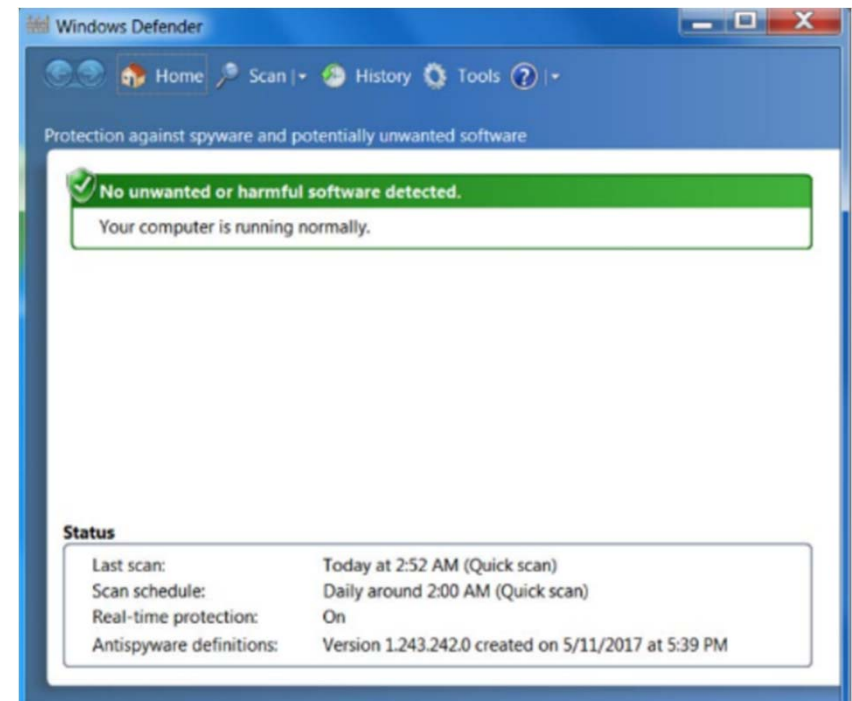 Windows Defender
Home Scan History Tools
Protection against spyware and potentially unwanted software
No unwanted or harmful software detected.
Your computer is running normally.
Status
Last scan: Today at 2:52 AM (Quick scan)
Scan schedule: Daily around 2:00 AM (Quick scan)
Real-time protection: On
Antispyware definitions: Version 1.243.242.0 created on 5/11/2017 at 5:39 PM